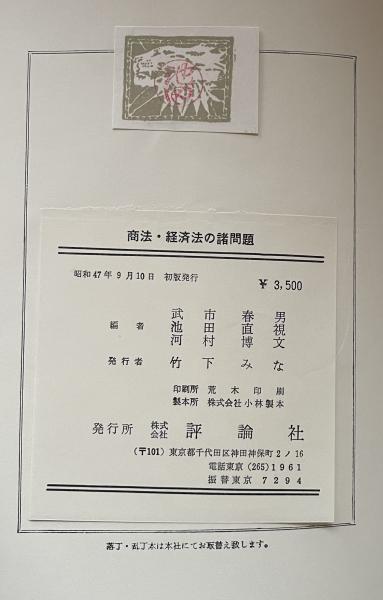 商法・経済法の諸問題
昭和47年9月10日 初版発行
¥ 3,500
武市春男
編者 池田直視
河村博文
発行者 竹下みな
印刷所 荒木印刷
製本所 株式会社小林製本
発行所 株式会社 評論社
(〒101)東京都千代田区神田神保町2ノ16
電話東京(265)1961
振替東京 7294
落丁・乱丁本は本社にてお取替え致します。